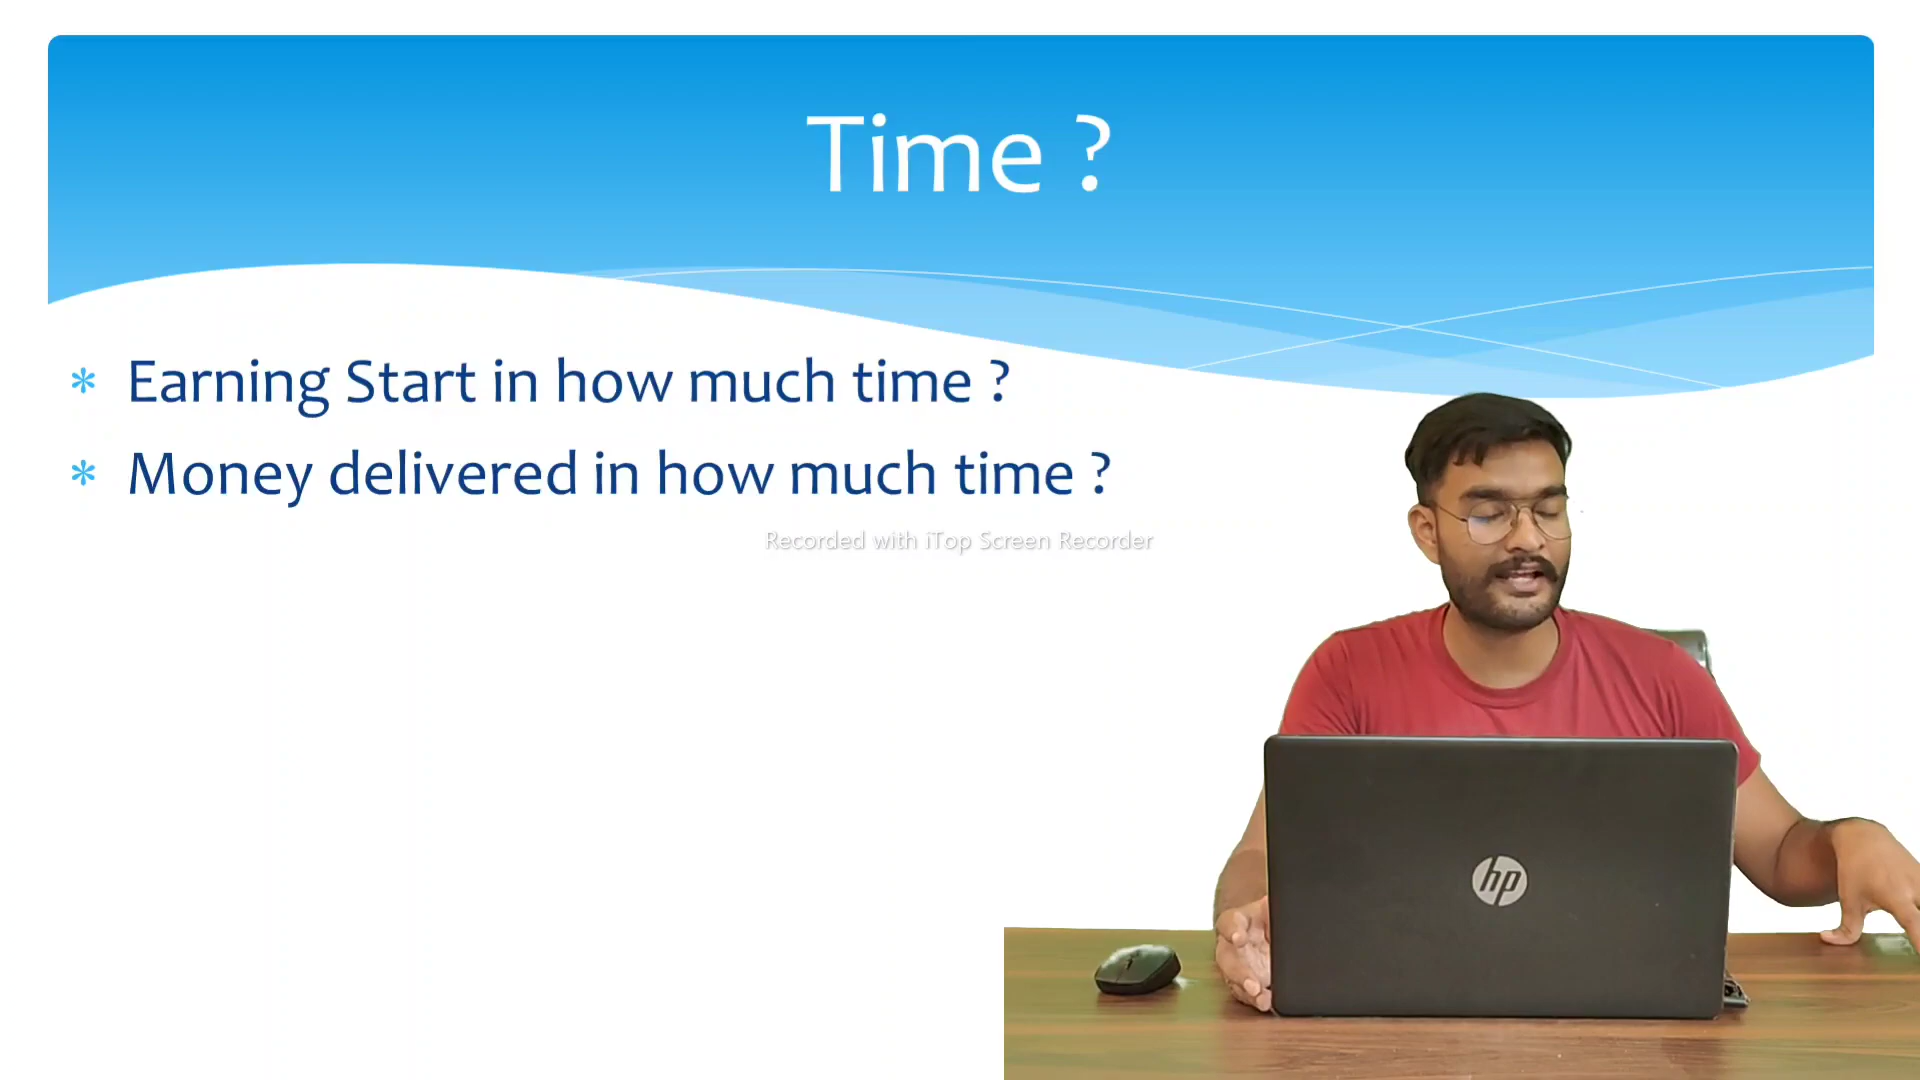 Time ?
* Earning Start in how much time ?
* Money delivered in how much time ?
Recorded with iTop Screen Recorder
hp